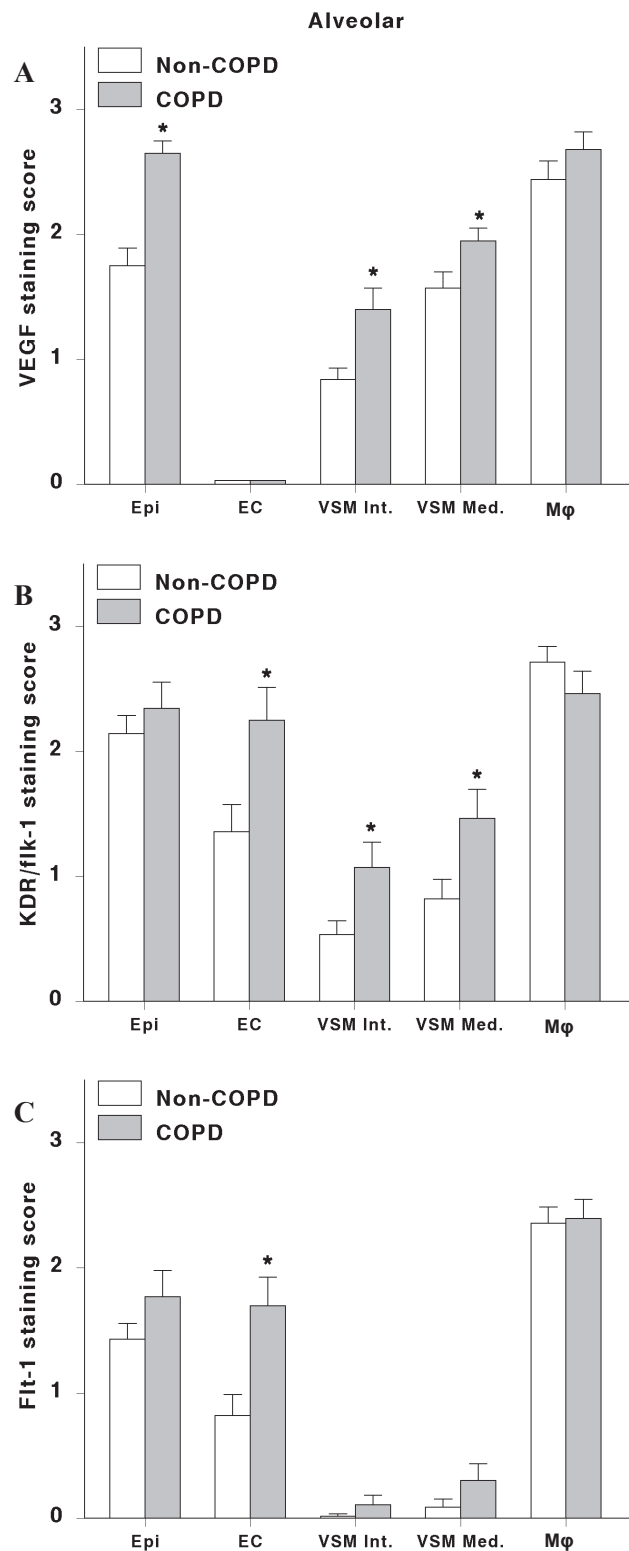 Alveolar
A
Non-COPD
COPD
VEGF staining score
3
2
1
0
*
*
*
Epi EC VSM Int. VSM Med. Mφ
B
Non-COPD
COPD
KDR/flk-1 staining score
3
2
1
0
*
*
*
Epi EC VSM Int. VSM Med. Mφ
C
Non-COPD
COPD
Flt-1 staining score
3
2
1
0
*
Epi EC VSM Int. VSM Med. Mφ